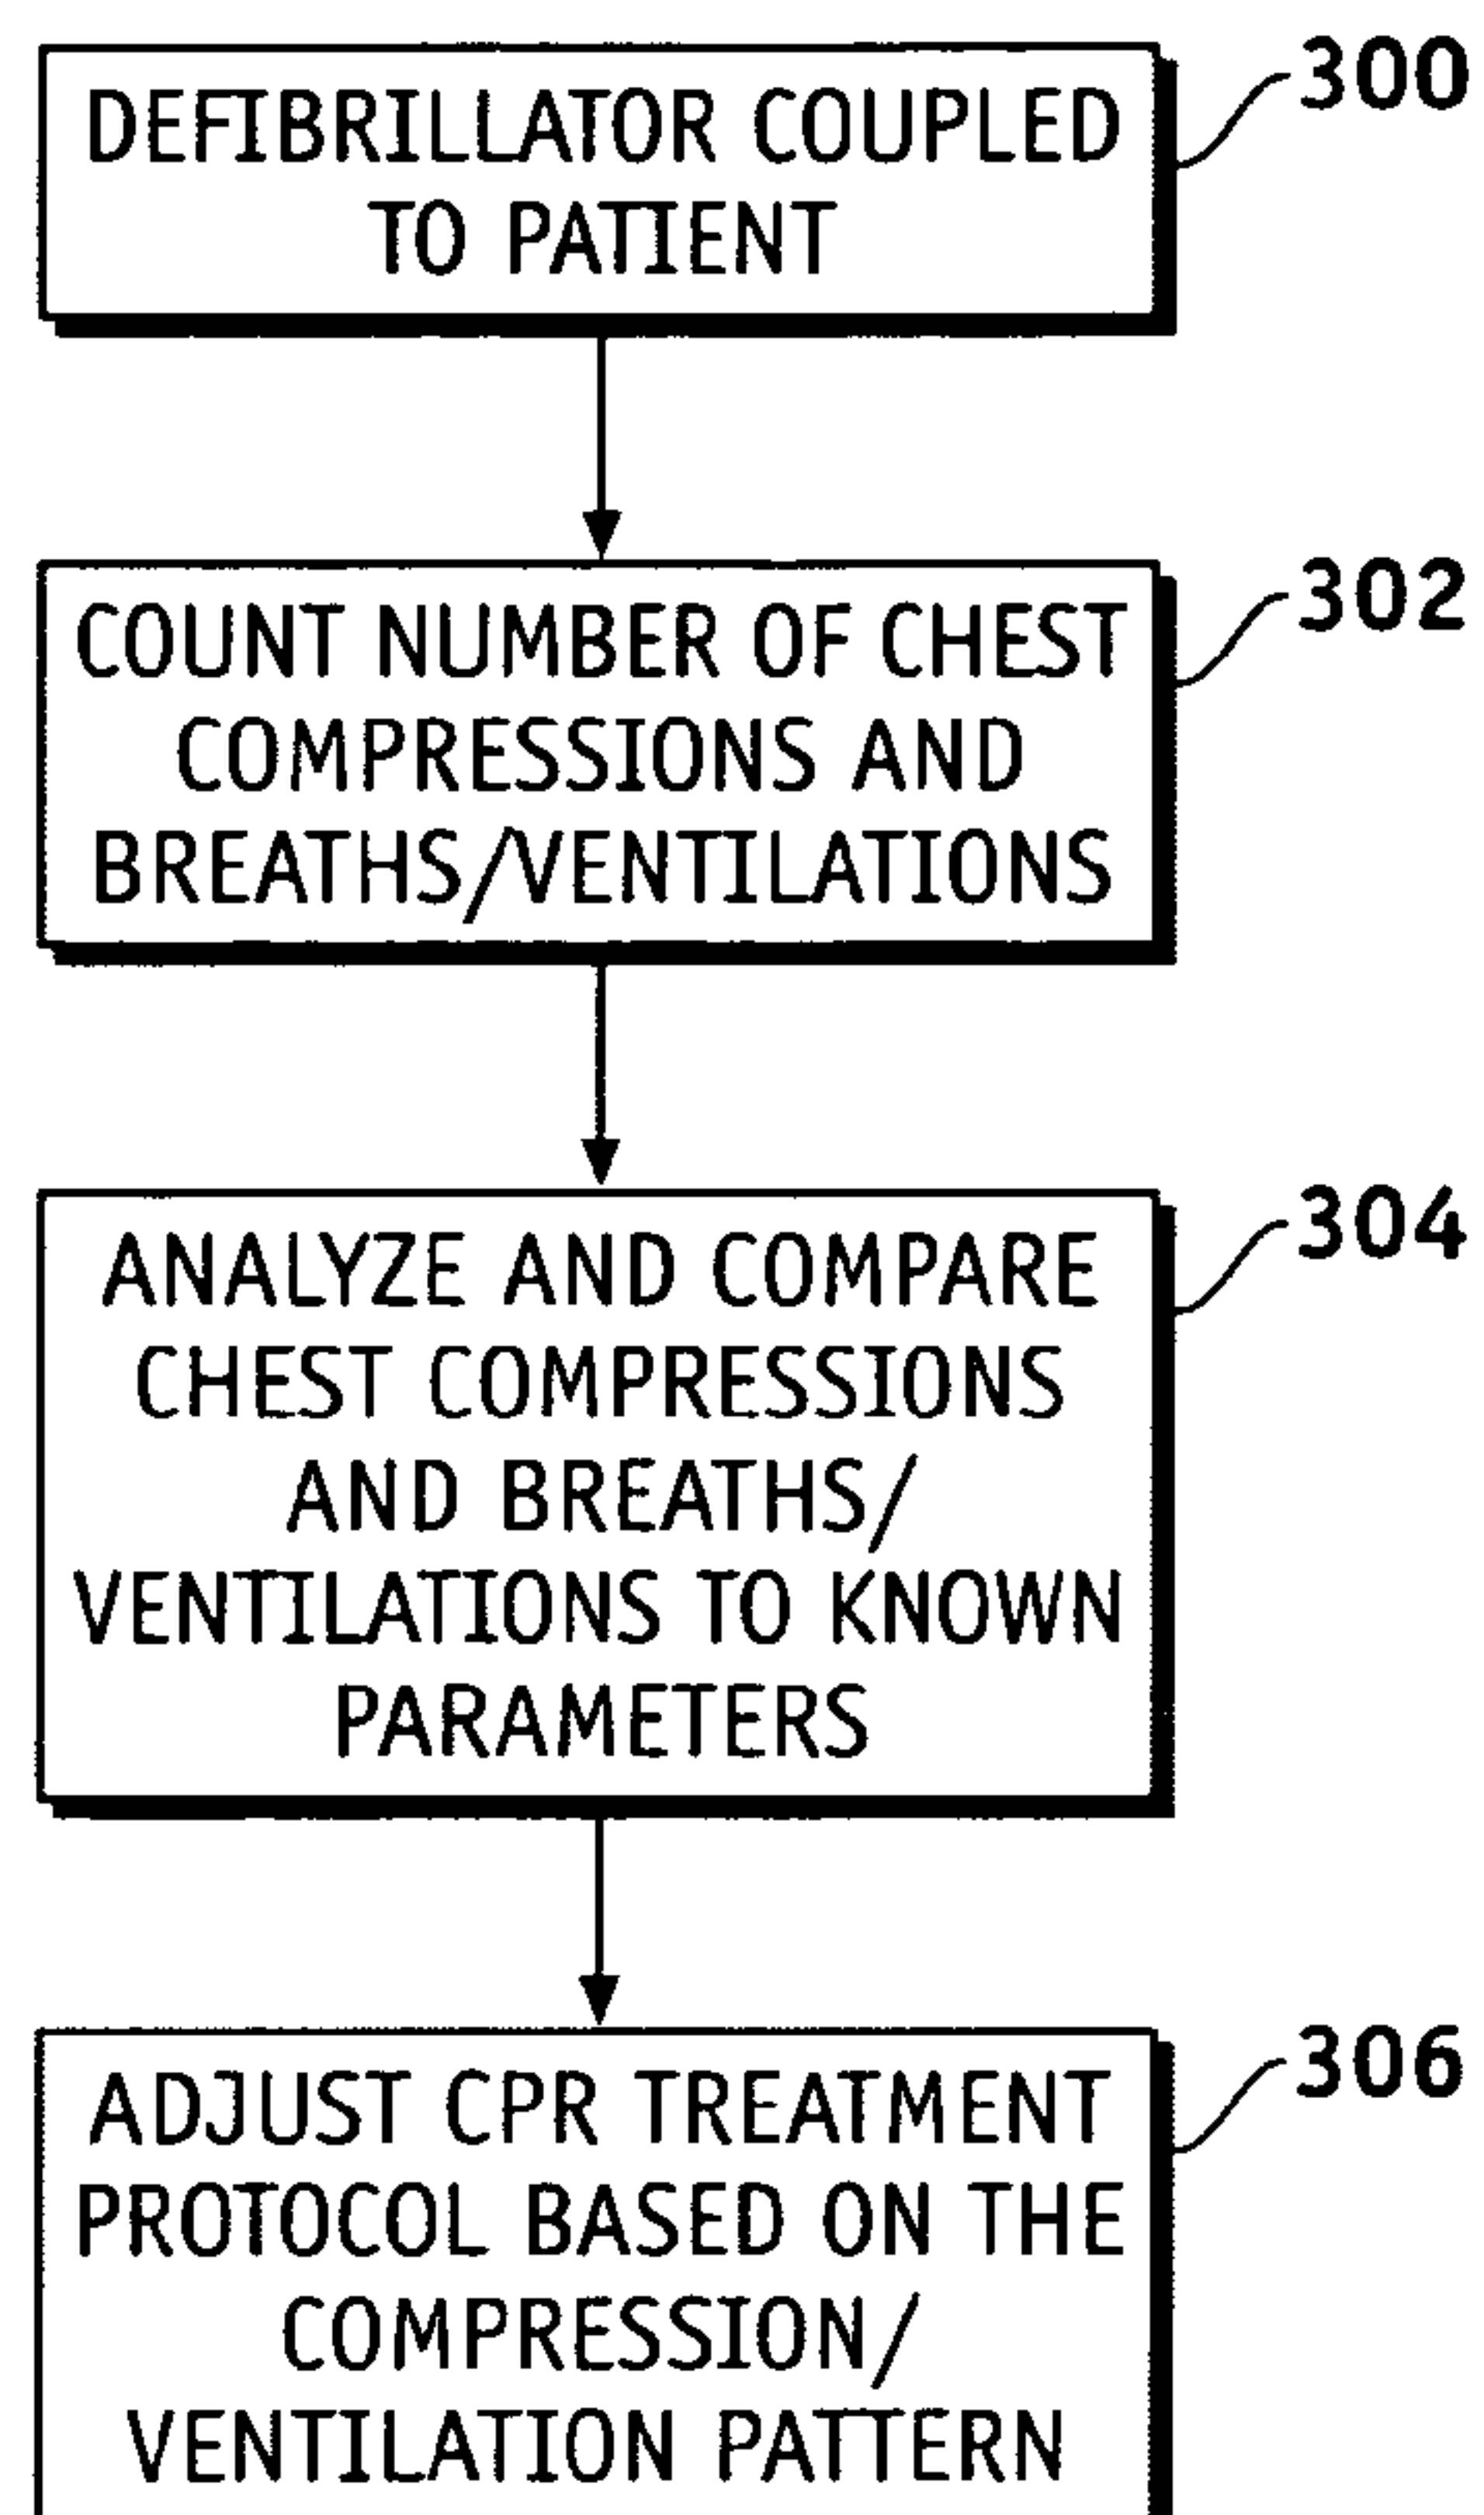 DEFIBRILLATOR COUPLED
TO PATIENT
300
COUNT NUMBER OF CHEST
COMPRESSIONS AND
BREATHS/VENTILATIONS
302
ANALYZE AND COMPARE
CHEST COMPRESSIONS
AND BREATHS/
VENTILATIONS TO KNOWN
PARAMETERS
304
ADJUST CPR TREATMENT
PROTOCOL BASED ON THE
COMPRESSION/
VENTILATION PATTERN
306